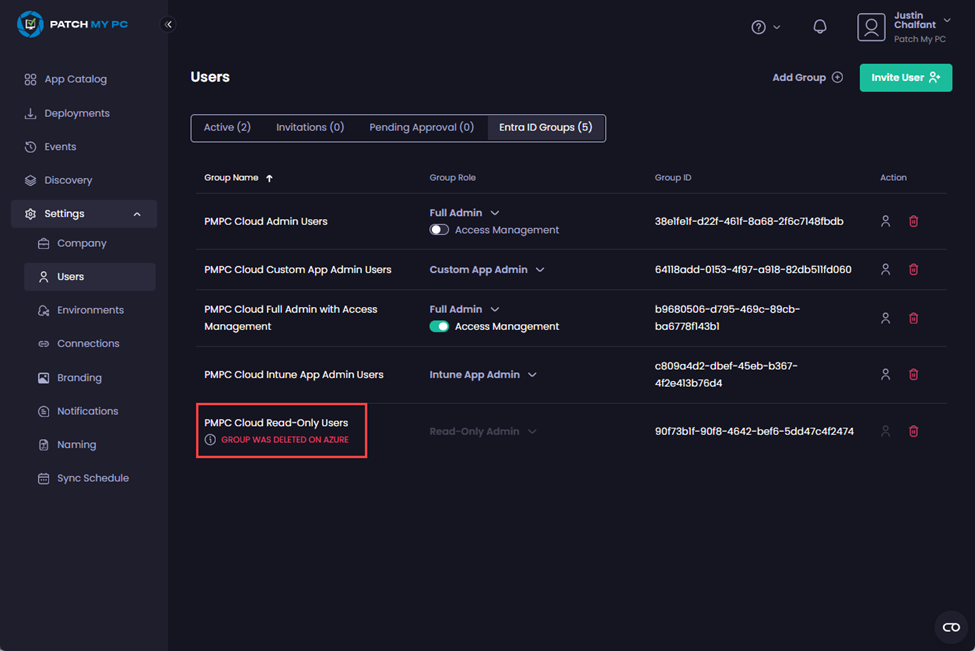 PATCH MY PC
Justin
Chalfant
Patch My PC
App Catalog
Deployments
Events
Discovery
Settings
Company
Users
Environments
Connections
Branding
Notifications
Naming
Sync Schedule
Users
Add Group
Invite User
Active (2) Invitations (0) Pending Approval (0) Entra ID Groups (5)
Group Name Group Role Group ID Action
PMPC Cloud Admin Users
Full Admin
Access Management
38e1fe1f-d22f-461f-8a68-2f6c7148fbdb
PMPC Cloud Custom App Admin Users
Custom App Admin
64118add-0153-4f97-a918-82db511fd060
PMPC Cloud Full Admin with Access
Management
Full Admin
Access Management
b9680506-d795-469c-89cb-
ba6778f143b1
PMPC Cloud Intune App Admin Users
Intune App Admin
c809a4d2-dbef-45eb-b367-
4f2e413b76d4
PMPC Cloud Read-Only Users
GROUP WAS DELETED ON AZURE
Read-Only Admin
90f73b1f-90f8-4642-bef6-5dd47c4f2474